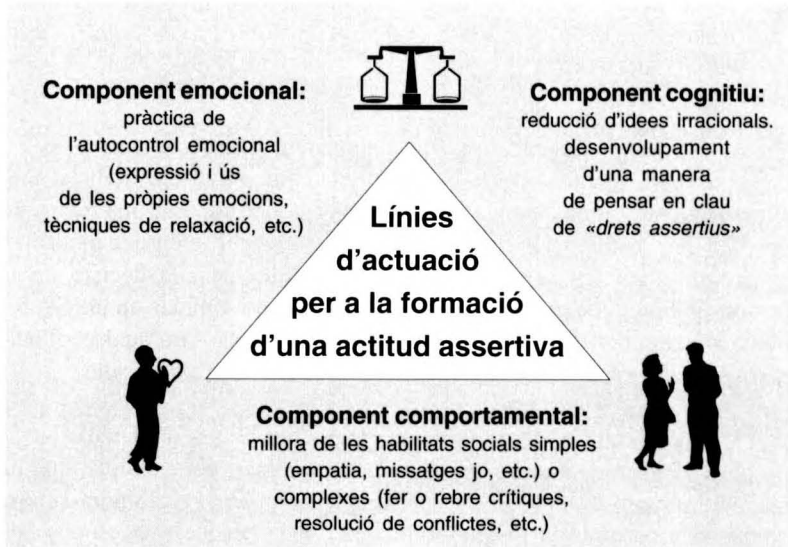 Component emocional:
pràctica de
l'autocontrol emocional
(expressió i ús
de les pròpies emocions,
tècniques de relaxació, etc.)
Component cognitiu:
reducció d'idees irracionals.
desenvolupament
d'una manera
de pensar en clau
de «drets assertius»
Línies
d'actuació
per a la formació
d'una actitud assertiva
Component comportamental:
millora de les habilitats socials simples
(empatia, missatges jo, etc.) o
complexes (fer o rebre crítiques,
resolució de conflictes, etc.)